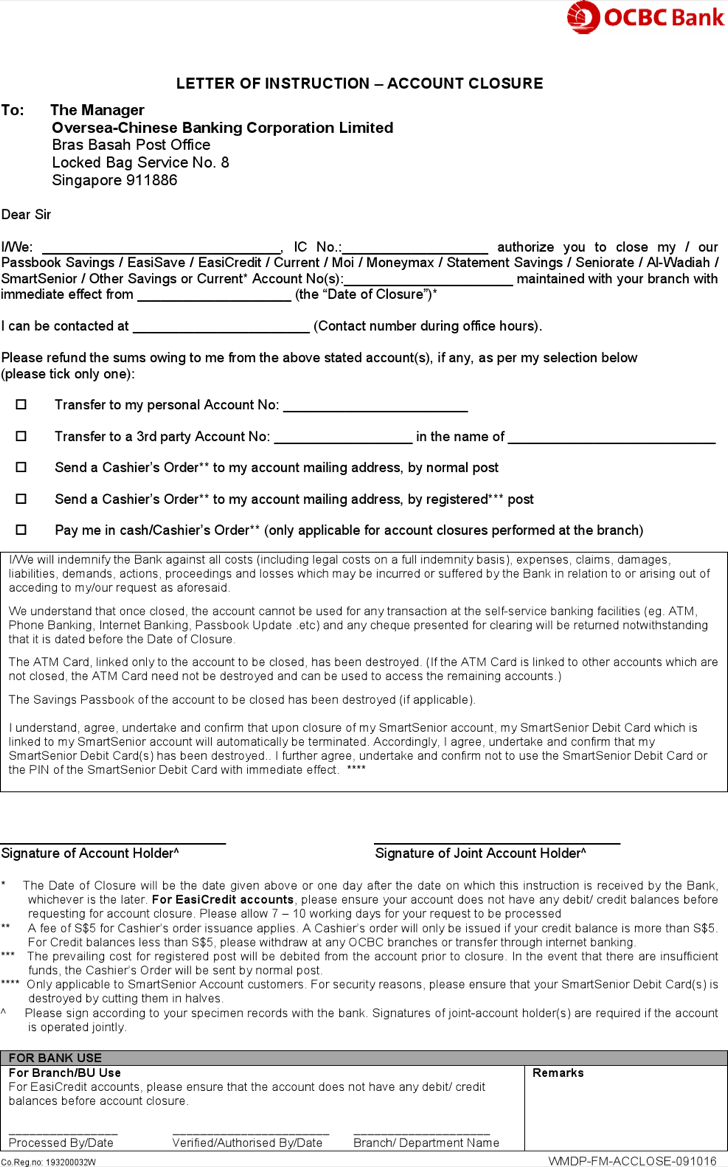 OCBC Bank
LETTER OF INSTRUCTION – ACCOUNT CLOSURE
To: The Manager
Oversea-Chinese Banking Corporation Limited
Bras Basah Post Office
Locked Bag Service No. 8
Singapore 911886
Dear Sir
I/We: ______________________________, IC No.:___________________ authorize you to close my / our
Passbook Savings / EasiSave / EasiCredit / Current / Moi / Moneymax / Statement Savings / Seniorate / Al-Wadiah /
SmartSenior / Other Savings or Current* Account No(s):______________________ maintained with your branch with
immediate effect from ____________________ (the “Date of Closure”)*
I can be contacted at _______________________ (Contact number during office hours).
Please refund the sums owing to me from the above stated account(s), if any, as per my selection below
(please tick only one):
☐ Transfer to my personal Account No: ________________________
☐ Transfer to a 3rd party Account No: __________________ in the name of ___________________________
☐ Send a Cashier’s Order** to my account mailing address, by normal post
☐ Send a Cashier’s Order** to my account mailing address, by registered*** post
☐ Pay me in cash/Cashier’s Order** (only applicable for account closures performed at the branch)
I/We will indemnify the Bank against all costs (including legal costs on a full indemnity basis), expenses, claims, damages,
liabilities, demands, actions, proceedings and losses which may be incurred or suffered by the Bank in relation to or arising out of
acceding to my/our request as aforesaid.
We understand that once closed, the account cannot be used for any transaction at the self-service banking facilities (eg. ATM,
Phone Banking, Internet Banking, Passbook Update .etc) and any cheque presented for clearing will be returned notwithstanding
that it is dated before the Date of Closure.
The ATM Card, linked only to the account to be closed, has been destroyed. (If the ATM Card is linked to other accounts which are
not closed, the ATM Card need not be destroyed and can be used to access the remaining accounts.)
The Savings Passbook of the account to be closed has been destroyed (if applicable).
I understand, agree, undertake and confirm that upon closure of my SmartSenior account, my SmartSenior Debit Card which is
linked to my SmartSenior account will automatically be terminated. Accordingly, I agree, undertake and confirm that my
SmartSenior Debit Card(s) has been destroyed.. I further agree, undertake and confirm not to use the SmartSenior Debit Card or
the PIN of the SmartSenior Debit Card with immediate effect. ****
Signature of Account Holder^ Signature of Joint Account Holder^
* The Date of Closure will be the date given above or one day after the date on which this instruction is received by the Bank,
whichever is the later. For EasiCredit accounts, please ensure your account does not have any debit/ credit balances before
requesting for account closure. Please allow 7 – 10 working days for your request to be processed
** A fee of S$5 for Cashier’s order issuance applies. A Cashier’s order will only be issued if your credit balance is more than S$5.
For Credit balances less than S$5, please withdraw at any OCBC branches or transfer through internet banking.
*** The prevailing cost for registered post will be debited from the account prior to closure. In the event that there are insufficient
funds, the Cashier’s Order will be sent by normal post.
**** Only applicable to SmartSenior Account customers. For security reasons, please ensure that your SmartSenior Debit Card(s) is
destroyed by cutting them in halves.
^ Please sign according to your specimen records with the bank. Signatures of joint-account holder(s) are required if the account
is operated jointly.
FOR BANK USE
For Branch/BU Use Remarks
For EasiCredit accounts, please ensure that the account does not have any debit/ credit
balances before account closure.
Processed By/Date Verified/Authorised By/Date Branch/ Department Name
Co.Reg.no: 193200032W WMDP-FM-ACCLOSE-091016